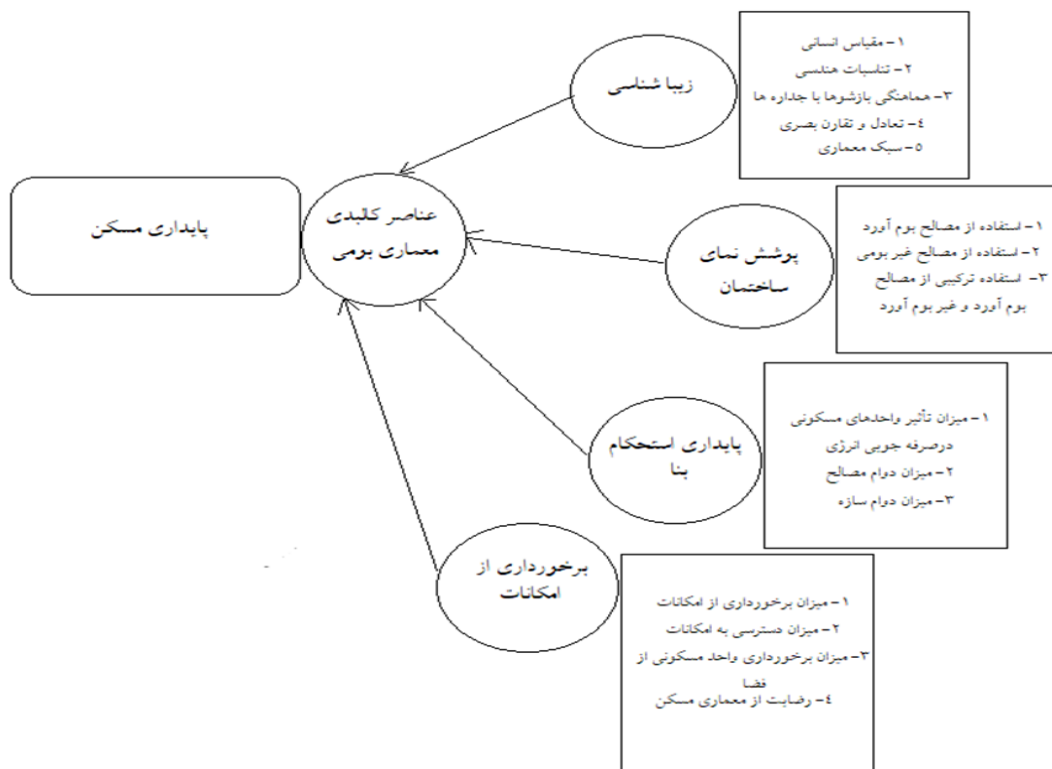 زیبا شناسی
۱- مقیاس انسانی
۲- تناسبات هندسی
۳- هماهنگی بازشوها با جداره ها
۴- تعادل و تقارن بصری
۵- سبک معماری
پایداری مسکن
عناصر کالبدی
معماری بومی
پوشش نمای
ساختمان
۱- استفاده از مصالح بوم آورد
۲- استفاده از مصالح غیر بومی
۳- استفاده ترکیبی از مصالح
بوم آورد و غیر بوم آورد
پایداری استحکام
بنا
۱- میزان تأثیر واحدهای مسکونی
درصرفه جویی انرژی
۲- میزان دوام مصالح
۳- میزان دوام سازه
برخورداری از
امکانات
۱- میزان برخورداری از امکانات
۲- میزان دسترسی به امکانات
۳- میزان برخورداری واحد مسکونی از
فضا
۴- رضایت از معماری مسکن